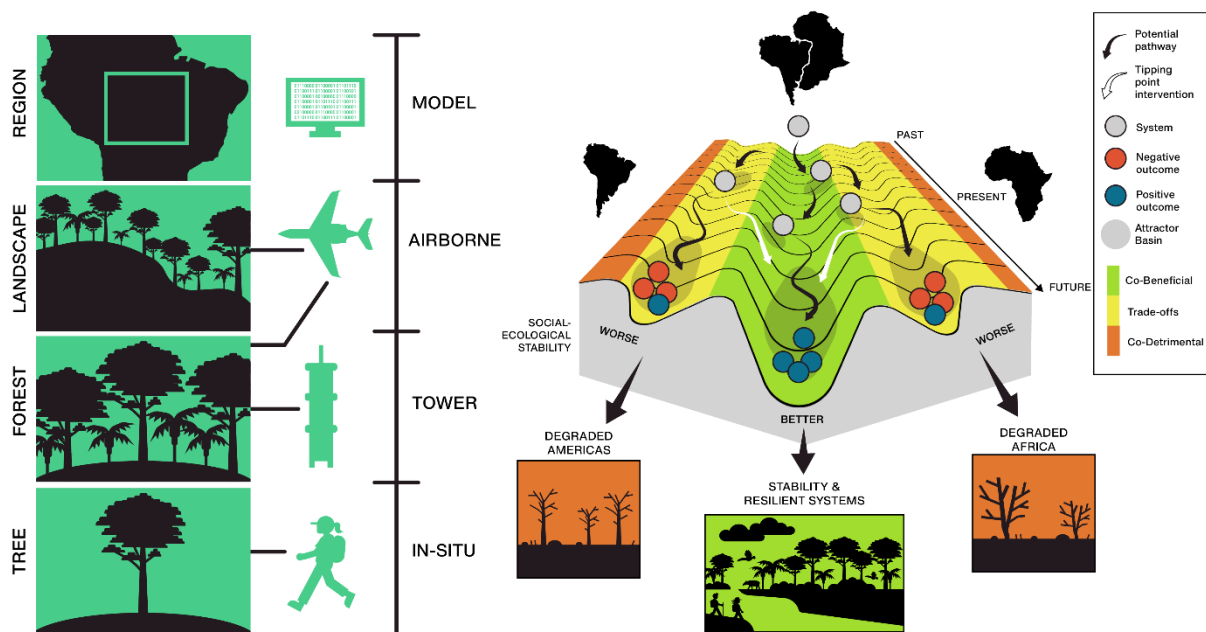 REGION
LANDSCAPE
FOREST
TREE
MODEL
AIRBORNE
TOWER
IN-SITU
PAST
PRESENT
FUTURE
SOCIAL-
ECOLOGICAL
STABILITY
WORSE
BETTER
WORSE
DEGRADED
AMERICAS
STABILITY &
RESILIENT SYSTEMS
DEGRADED
AFRICA
Potential
pathway
Tipping
point
intervention
System
Negative
outcome
Positive
outcome
Attractor
Basin
Co-Beneficial
Trade-offs
Co-Detrimental